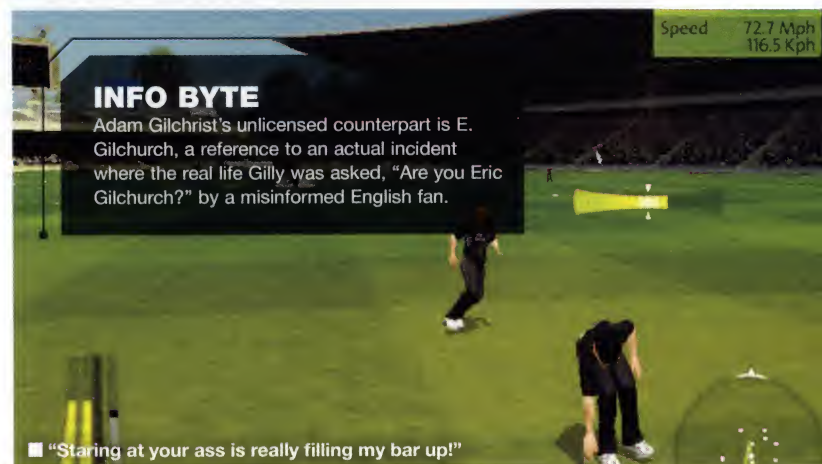 Speed 72.7 Mph
116.5 Kph
INFO BYTE
Adam Gilchrist's unlicensed counterpart is E.
Gilchurch, a reference to an actual incident
where the real life Gilly was asked, “Are you Eric
Gilchurch?” by a misinformed English fan.
“Staring at your ass is really filling my bar up!”